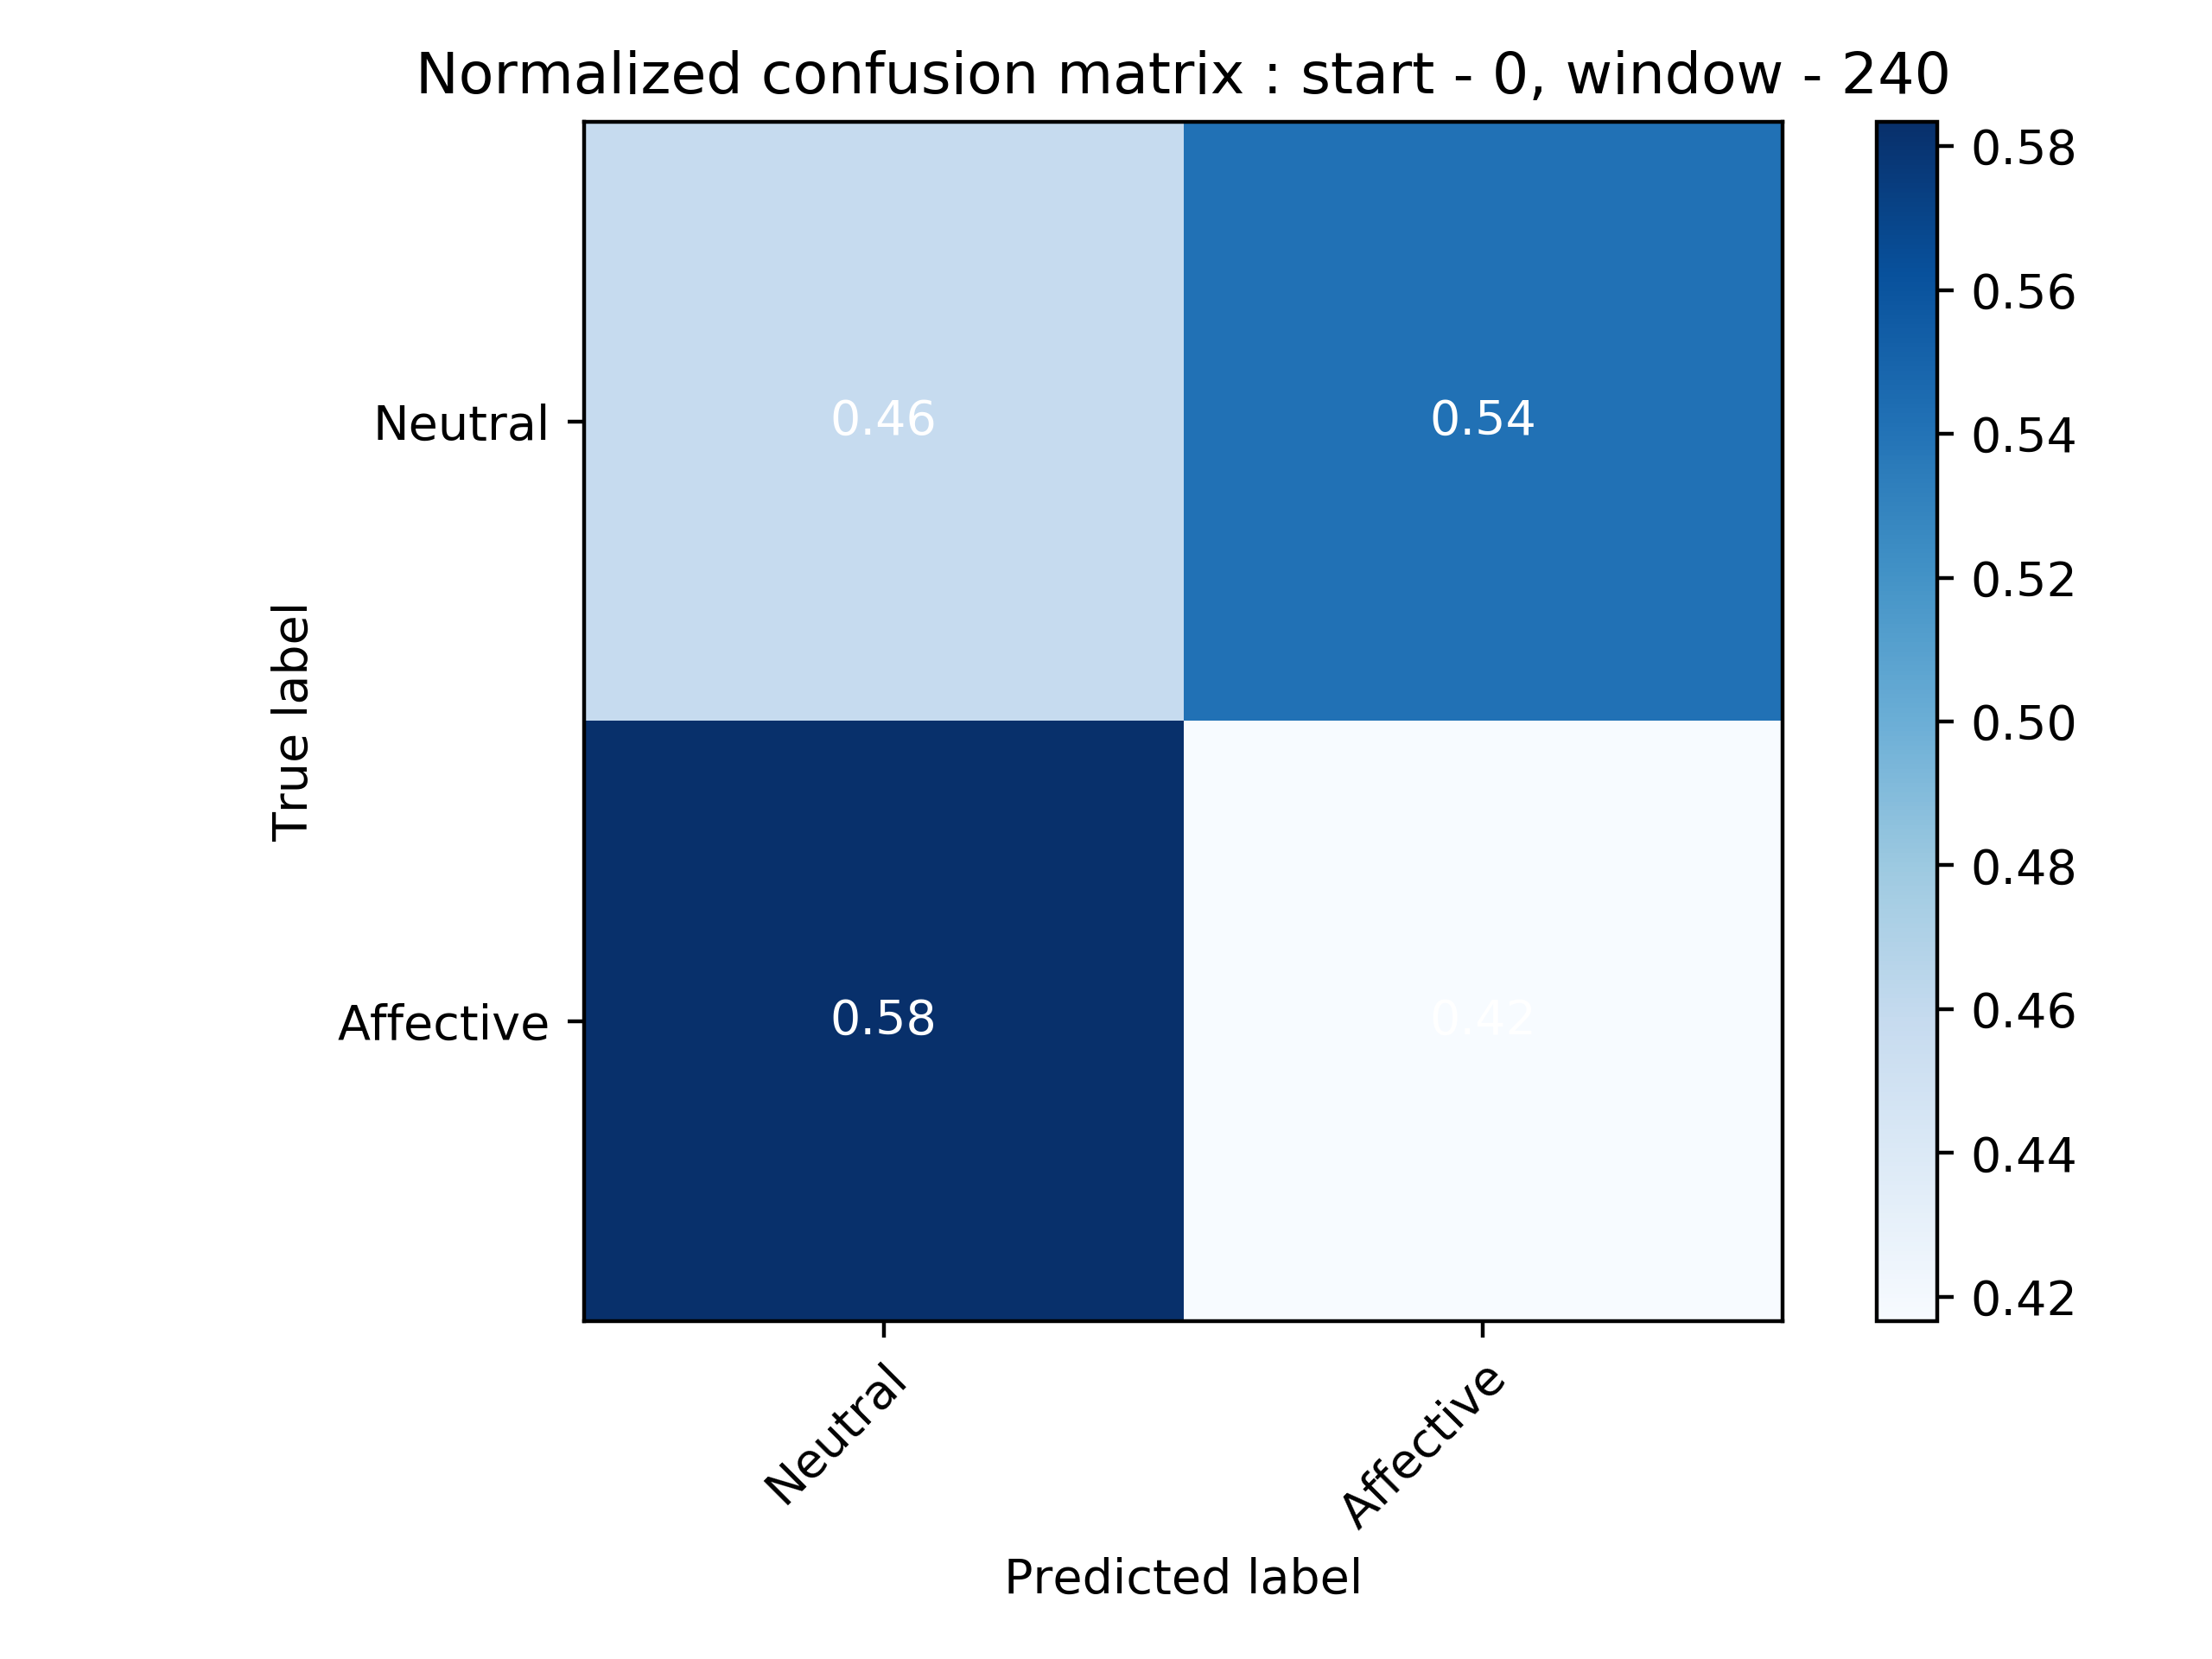 Normalized confusion matrix : start - 0, window - 240
True label
Neutral
Affective
0.46
0.54
0.58
0.42
Neutral
Affective
Predicted label
0.58
0.56
0.54
0.52
0.50
0.48
0.46
0.44
0.42